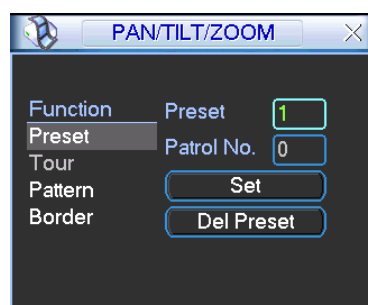 PAN/TILT/ZOOM
Function
Preset
Tour
Pattern
Border
Preset 1
Patrol No. 0
Set
Del Preset